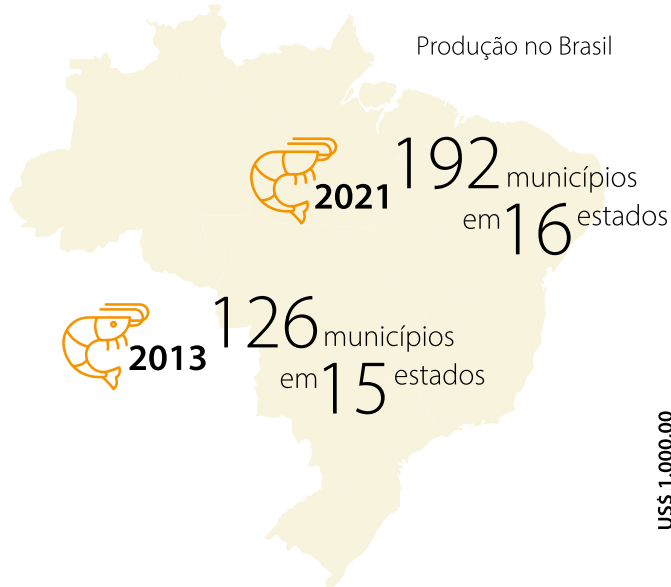 Produção no Brasil
2021 192 municípios
em 16 estados
2013 126 municípios
em 15 estados
US$ 1.000,00